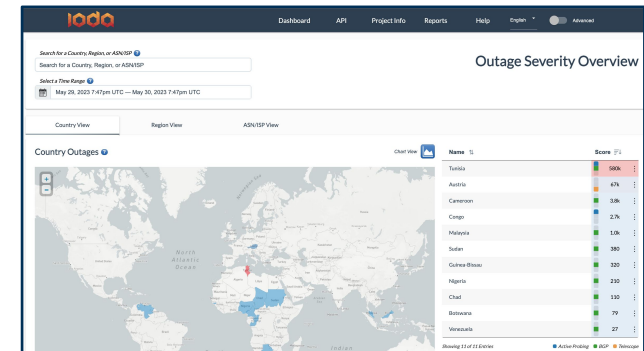 IODA
Dashboard API Project Info Reports Help English Advanced
Search for a Country, Region, or ASN/ISP
Search for a Country, Region, or ASN/ISP
Outage Severity Overview
Select a Time Range
May 29, 2023 7:47pm UTC — May 30, 2023 7:47pm UTC
Country View Region View ASN/ISP View
Country Outages
Chart View
+
−
North
Atlantic
Ocean
Indian
Name Score
Tunisia 580k
Austria 67k
Cameroon 3.8k
Congo 2.7k
Malaysia 1.0k
Sudan 380
Guinea-Bissau 320
Nigeria 210
Chad 110
Botswana 79
Venezuela 27
Showing 11 of 11 Entries
Active Probing BGP Telescope